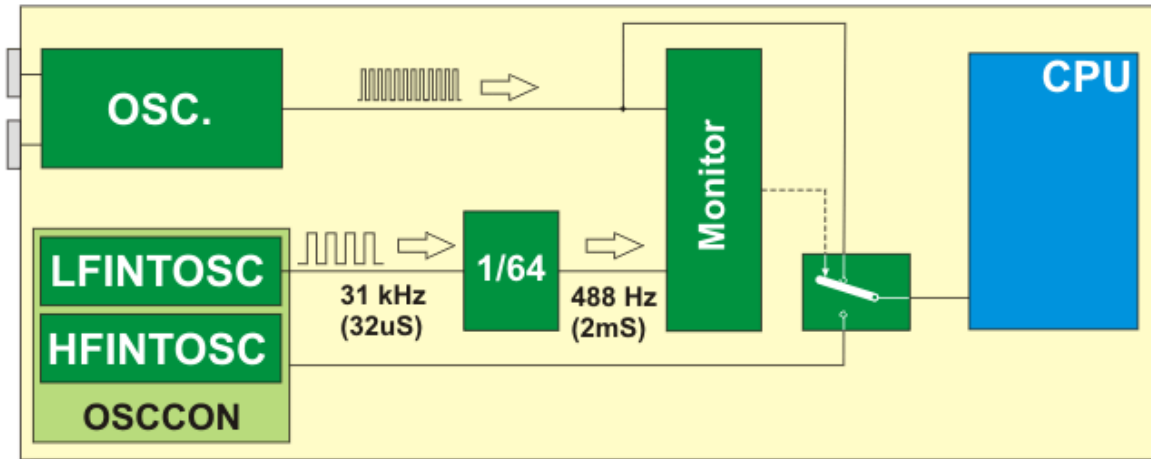 OSC.
CPU
Monitor
LFINTOSC
1/64
31 kHz
(32uS)
488 Hz
(2mS)
HFINTOSC
OSCCON